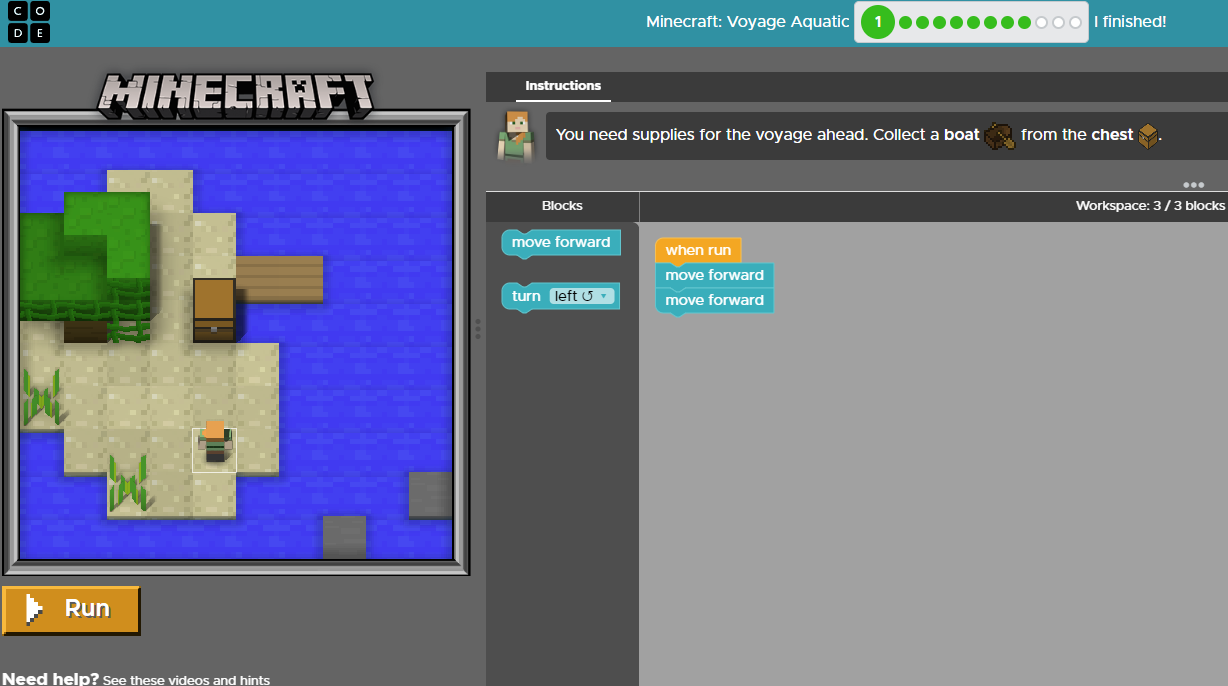 C O
D E
Minecraft: Voyage Aquatic 1 I finished!
MINECRAFT
Instructions
You need supplies for the voyage ahead. Collect a boat from the chest .
Blocks
Workspace: 3 / 3 blocks
move forward
turn left ↺ ▾
when run
move forward
move forward
Run
Need help? See these videos and hints